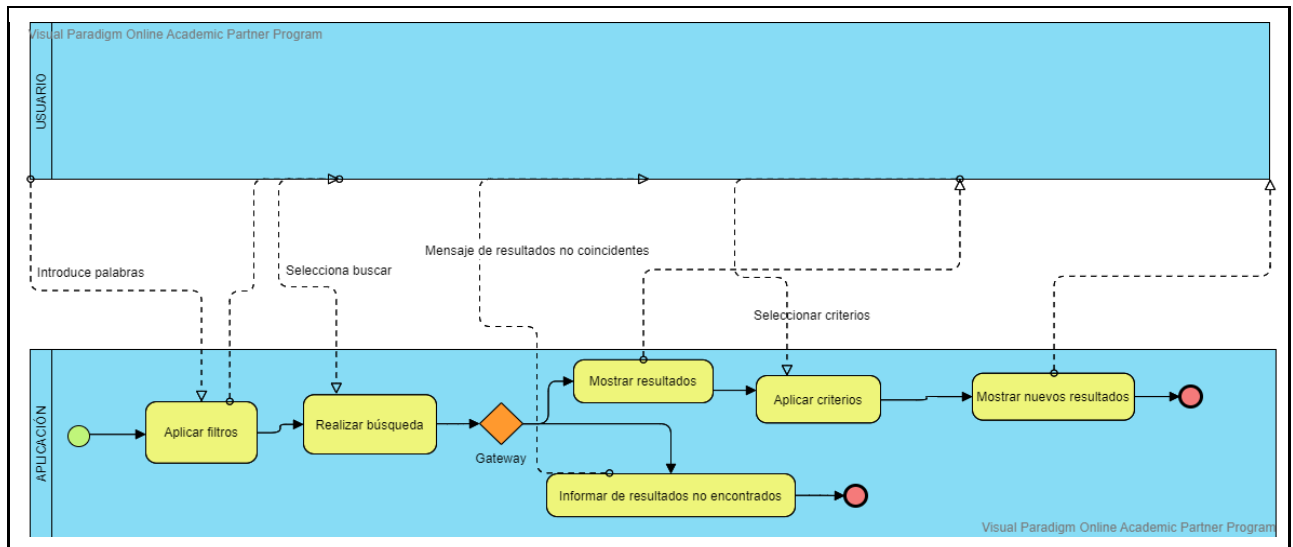 Visual Paradigm Online Academic Partner Program
USUARIO
Mensaje de resultados no coincidentes
Introduce palabras
Selecciona buscar
Seleccionar criterios
APLICACIÓN
Mostrar resultados
Aplicar criterios
Mostrar nuevos resultados
Aplicar filtros
Realizar búsqueda
Gateway
Informar de resultados no encontrados
Visual Paradigm Online Academic Partner Program